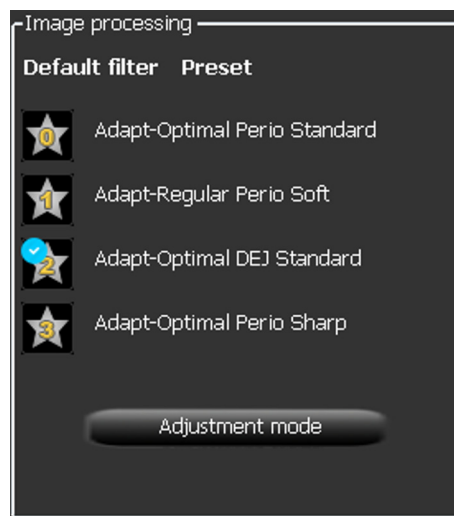 Image processing
Default filter Preset
0 Adapt-Optimal Perio Standard
1 Adapt-Regular Perio Soft
2 Adapt-Optimal DEJ Standard
3 Adapt-Optimal Perio Sharp
Adjustment mode